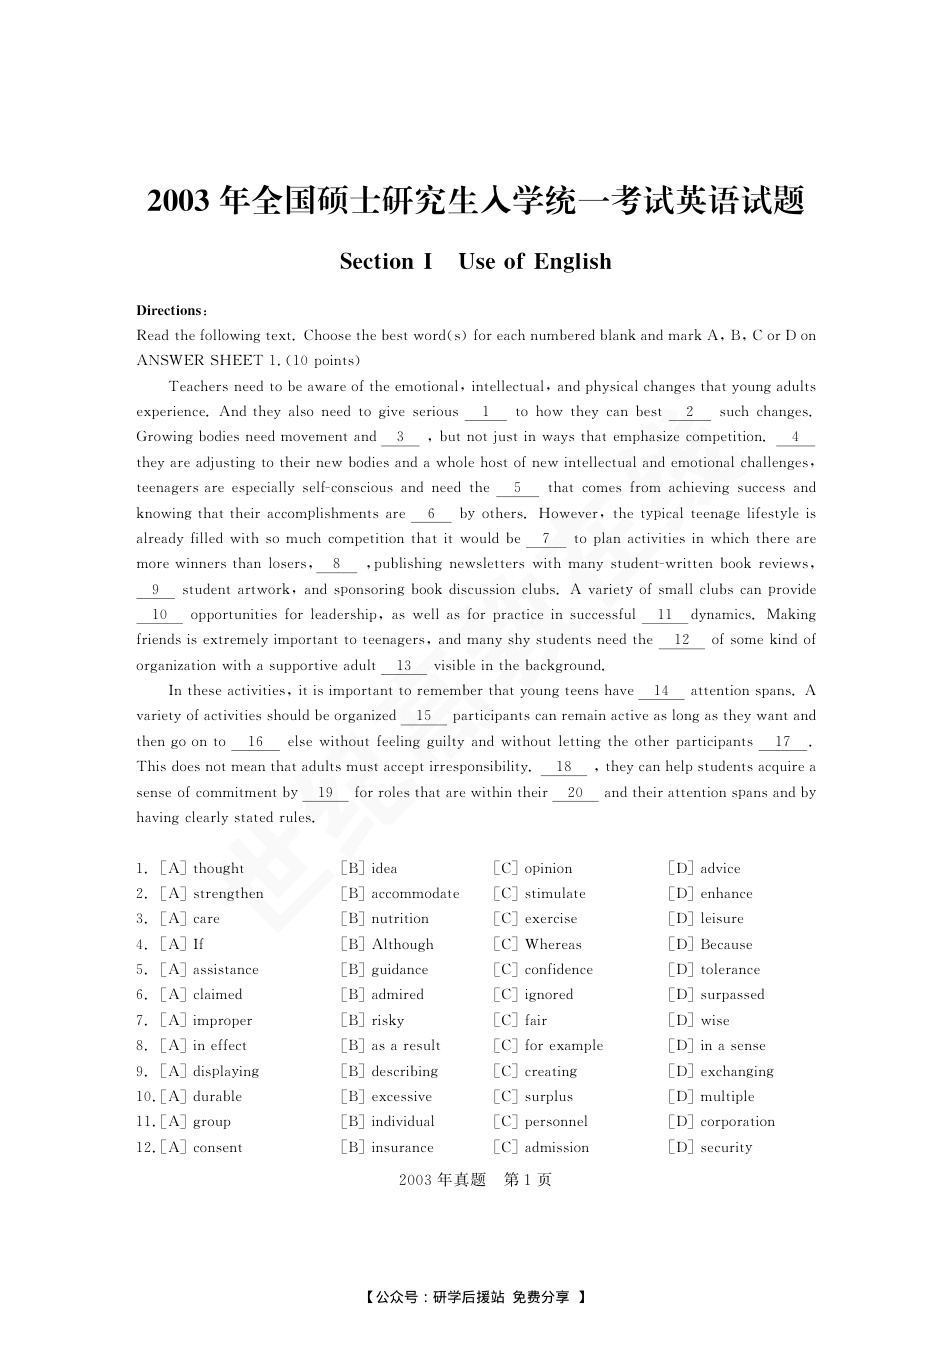 2003 年全国硕士研究生入学统一考试英语试题
Section Ⅰ Use of English
Directions:
Read the following text. Choose the best word(s) for each numbered blank and mark A, B, C or D on
ANSWER SHEET 1. (10 points)
Teachers need to be aware of the emotional, intellectual, and physical changes that young adults
experience. And they also need to give serious 1 to how they can best 2 such changes.
Growing bodies need movement and 3 , but not just in ways that emphasize competition. 4
they are adjusting to their new bodies and a whole host of new intellectual and emotional challenges,
teenagers are especially self-conscious and need the 5 that comes from achieving success and
knowing that their accomplishments are 6 by others. However, the typical teenage lifestyle is
already filled with so much competition that it would be 7 to plan activities in which there are
more winners than losers, 8 , publishing newsletters with many student-written book reviews,
9 student artwork, and sponsoring book discussion clubs. A variety of small clubs can provide
10 opportunities for leadership, as well as for practice in successful 11 dynamics. Making
friends is extremely important to teenagers, and many shy students need the 12 of some kind of
organization with a supportive adult 13 visible in the background.
In these activities, it is important to remember that young teens have 14 attention spans. A
variety of activities should be organized 15 participants can remain active as long as they want and
then go on to 16 else without feeling guilty and without letting the other participants 17 .
This does not mean that adults must accept irresponsibility. 18 , they can help students acquire a
sense of commitment by 19 for roles that are within their 20 and their attention spans and by
having clearly stated rules.
1. [A] thought [B] idea [C] opinion [D] advice
2. [A] strengthen [B] accommodate [C] stimulate [D] enhance
3. [A] care [B] nutrition [C] exercise [D] leisure
4. [A] If [B] Although [C] Whereas [D] Because
5. [A] assistance [B] guidance [C] confidence [D] tolerance
6. [A] claimed [B] admired [C] ignored [D] surpassed
7. [A] improper [B] risky [C] fair [D] wise
8. [A] in effect [B] as a result [C] for example [D] in a sense
9. [A] displaying [B] describing [C] creating [D] exchanging
10. [A] durable [B] excessive [C] surplus [D] multiple
11. [A] group [B] individual [C] personnel [D] corporation
12. [A] consent [B] insurance [C] admission [D] security
2003 年真题 第 1 页
【公众号：研学后援站 免费分享 】